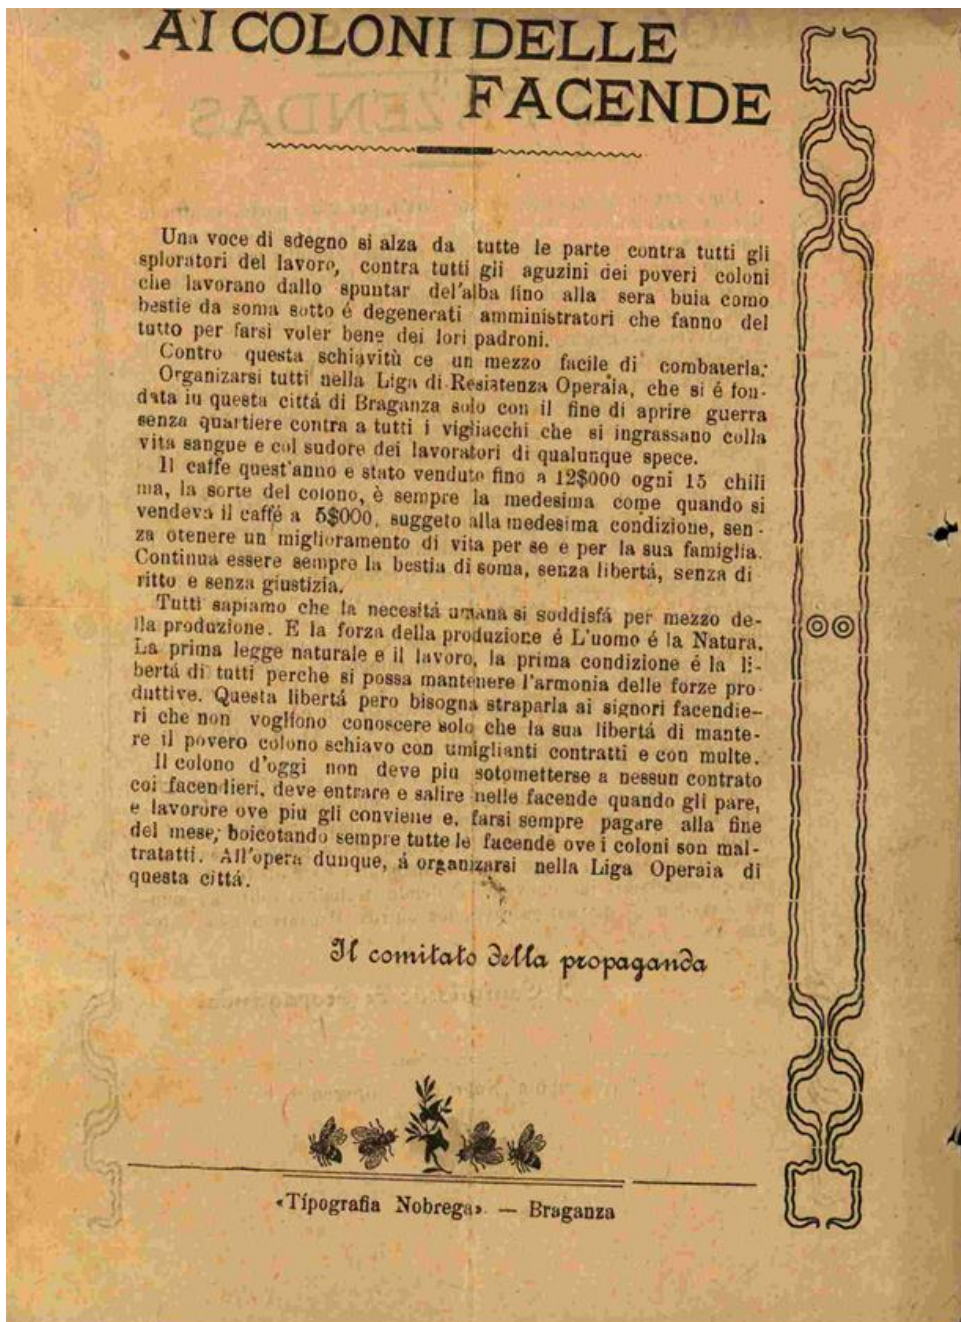 AI COLONI DELLE
FACENDE
Una voce di sdegno si alza da tutte le parte contra tutti gli
sploratori del lavoro, contra tutti gli aguzini dei poveri coloni
che lavorano dallo spuntar del'alba fino alla sera buia como
bestie da soma sotto é degenerati amministratori che fanno del
tutto per farsi voler bene dei lori padroni.
Contro questa schiavitù ce un mezzo facile di combaterla:
Organizarsi tutti nella Liga di Resistenza Operaia, che si é fon-
data iu questa cittá di Braganza solo con il fine di aprire guerra
senza quartiere contra a tutti i vigliacchi che si ingrassano colla
vita sangue e col sudore dei lavoratori di qualunque spece.
Il caffe quest'anno e stato venduto fino a 12$000 ogni 15 chili
ma, la sorte del colono, è sempre la medesima come quando si
vendeva il caffé a 5$000, suggeto alla medesima condizione, sen-
za otenere un miglioramento di vita per se e per la sua famiglia.
Continua essere sempre la bestia di soma, senza libertá, senza di
ritto e senza giustizia.
Tutti sapiamo che la necesitá umana si soddisfá per mezzo de-
lla produzione. E la forza della produzione é L'uomo é la Natura.
La prima legge naturale e il lavoro, la prima condizione é la li-
bertá di tutti perche si possa mantenere l'armonia delle forze pro-
duttive. Questa libertá pero bisogna straparla ai signori facendie-
ri che non vogliono conoscere solo che la sua libertá di mante-
re il povero colono schiavo con umiglianti contratti e con multe.
Il colono d'oggi non deve piu sotometterse a nessun contrato
coi facendieri, deve entrare e salire nelle facende quando gli pare,
e lavorore ove piu gli conviene e, farsi sempre pagare alla fine
del mese; boicotando sempre tutte le facende ove i coloni son mal-
tratatti. All'opera dunque, á organizarsi nella Liga Operaia di
questa cittá.
Il comitato della propaganda
«Típografia Nobrega» — Braganza